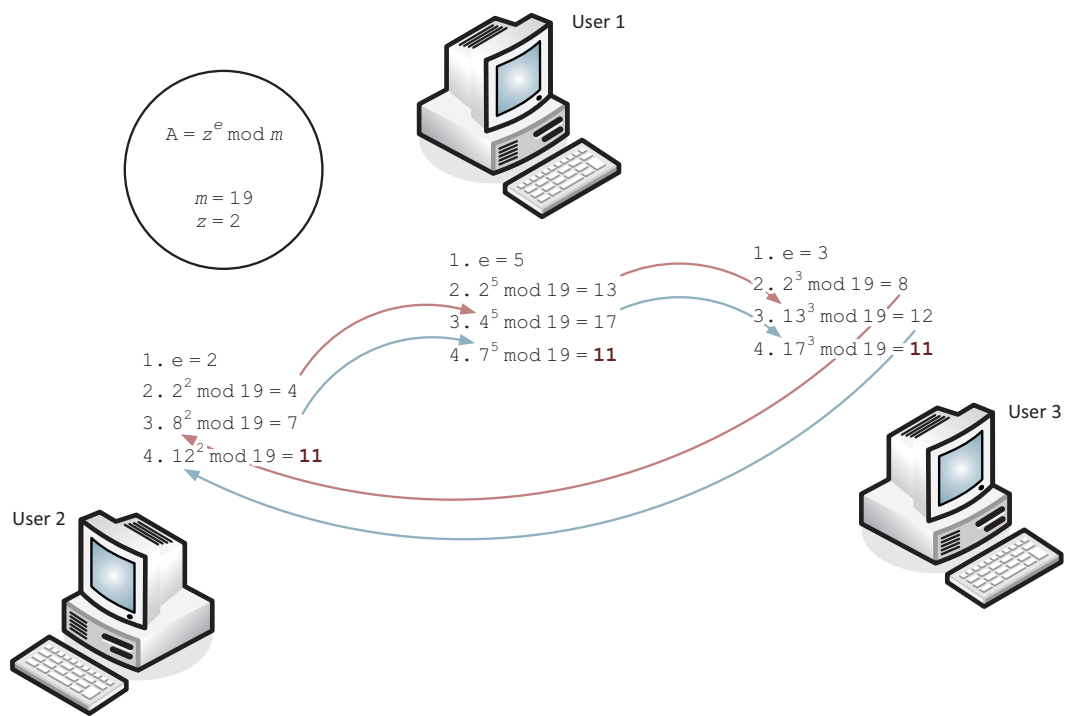 User 1
A = z^e mod m
m = 19
z = 2
1. e = 5
2. 2^5 mod 19 = 13
3. 4^5 mod 19 = 17
4. 7^5 mod 19 = 11
1. e = 3
2. 2^3 mod 19 = 8
3. 13^3 mod 19 = 12
4. 17^3 mod 19 = 11
1. e = 2
2. 2^2 mod 19 = 4
3. 8^2 mod 19 = 7
4. 12^2 mod 19 = 11
User 3
User 2